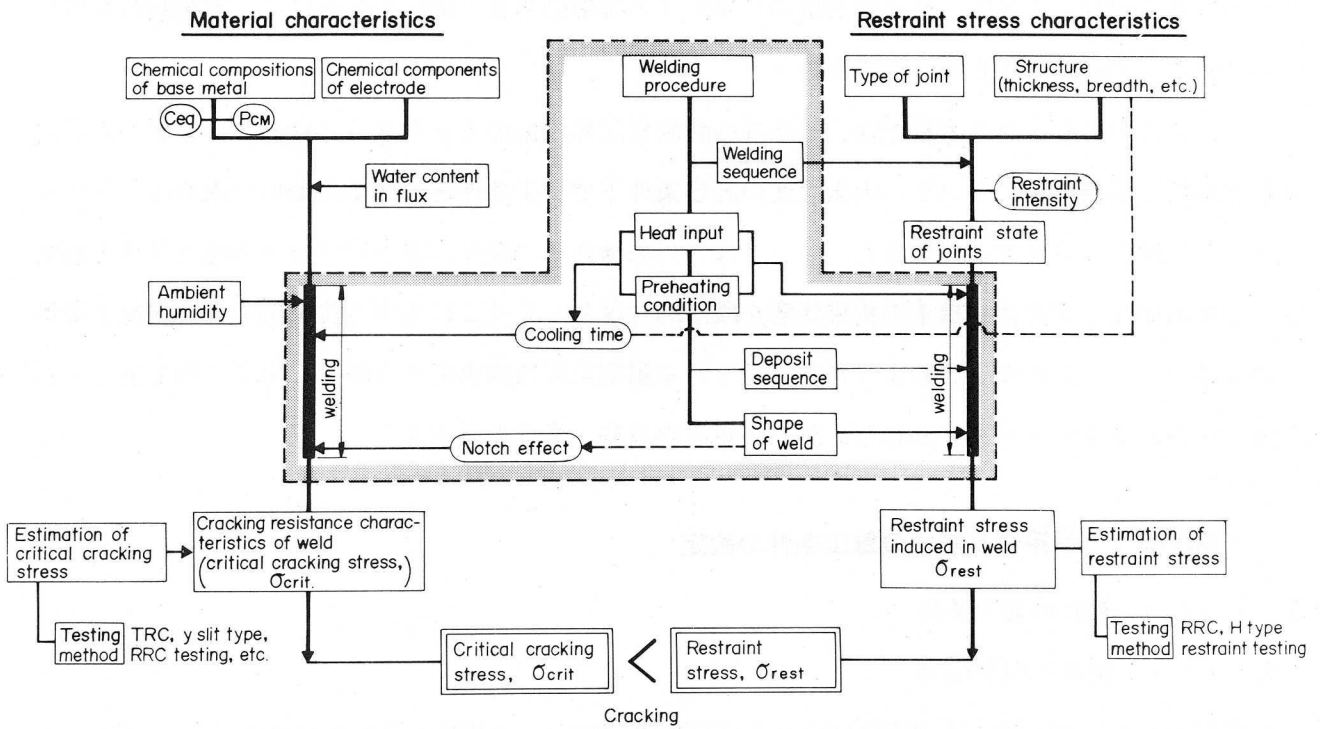 Material characteristics
Restraint stress characteristics
Chemical compositions
of base metal
Chemical components
of electrode
Welding
procedure
Type of joint
Structure
(thickness, breadth, etc.)
Ceq
PCM
Welding
sequence
Water content
in flux
Restraint
intensity
Heat input
Restraint state
of joints
Ambient
humidity
Preheating
condition
Cooling time
welding
welding
Deposit
sequence
Shape
of weld
Notch effect
Estimation of
critical cracking
stress
Cracking resistance charac-
teristics of weld
(critical cracking stress,
σcrit. )
Restraint stress
induced in weld
σrest
Estimation of
restraint stress
Testing
method
TRC, y slit type,
RRC testing, etc.
Critical cracking
stress, σcrit
<
Restraint
stress, σrest
Testing
method
RRC, H type
restraint testing
Cracking